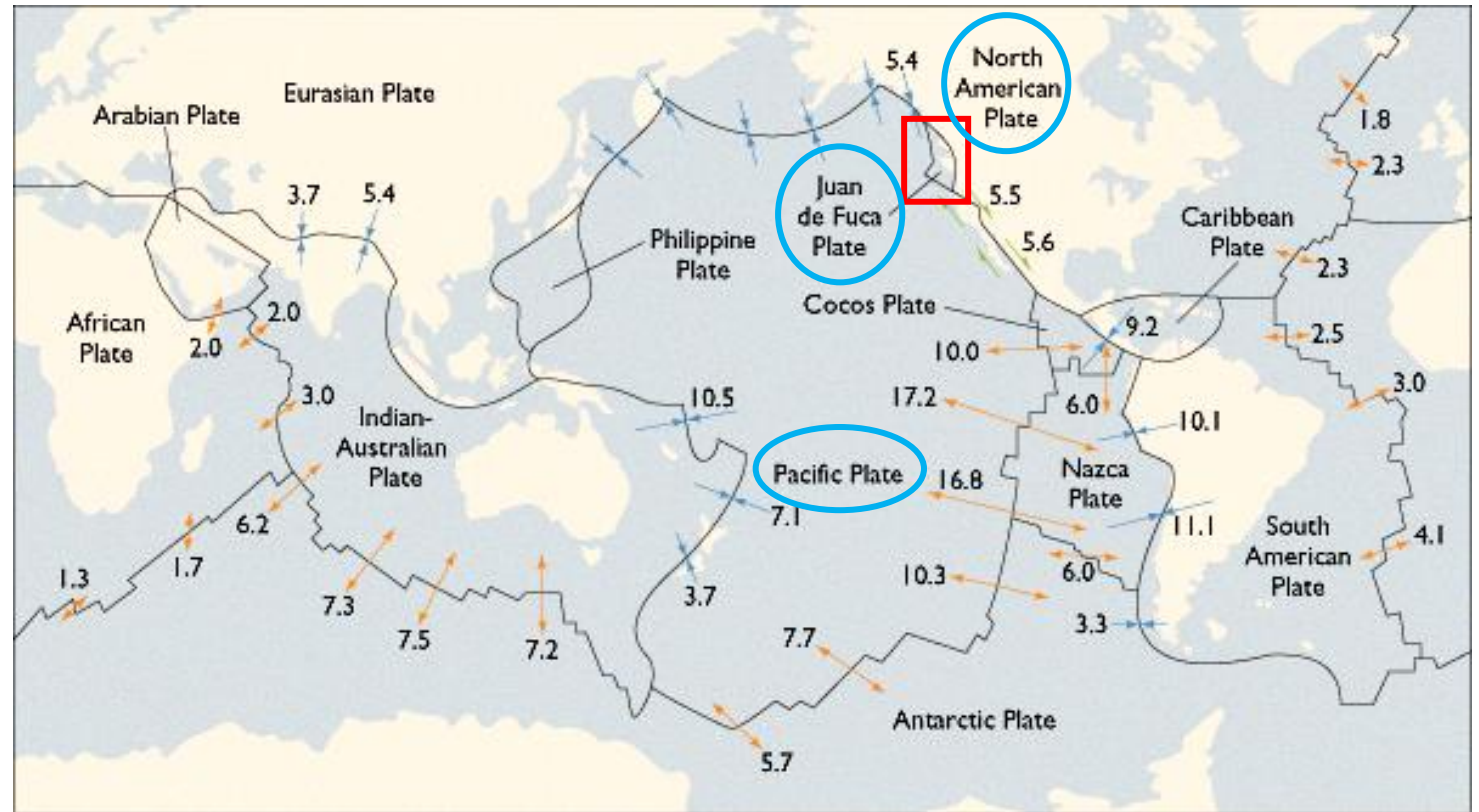 5.4
North
American
Plate
Eurasian Plate
Arabian Plate
1.8
2.3
3.7
5.4
Juan
de Fuca
Plate
5.5
Caribbean
Plate
Philippine
Plate
5.6
2.3
Cocos Plate
African
Plate
2.0
2.0
9.2
10.0
2.5
3.0
Indian-
Australian
Plate
10.5
17.2
6.0
3.0
10.1
Pacific Plate
16.8
Nazca
Plate
6.2
7.1
11.1
South
American
Plate
4.1
1.3
1.7
7.3
7.5
7.2
3.7
10.3
6.0
3.3
7.7
Antarctic Plate
5.7